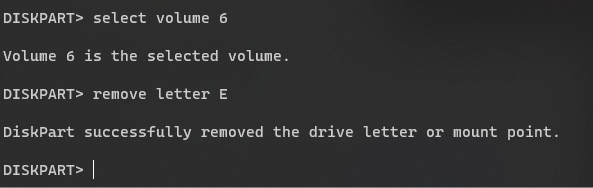 DISKPART> select volume 6
Volume 6 is the selected volume.
DISKPART> remove letter E
DiskPart successfully removed the drive letter or mount point.
DISKPART>